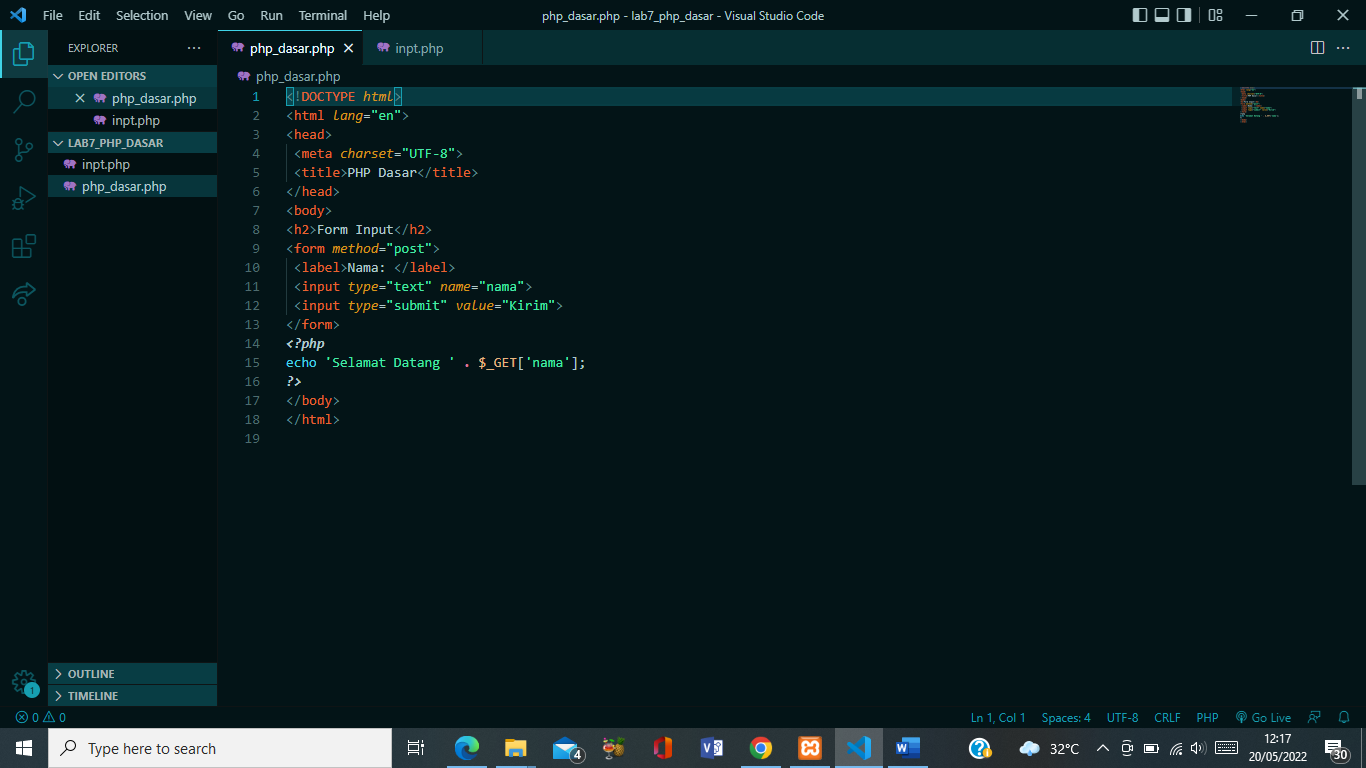 File Edit Selection View Go Run Terminal Help
php_dasar.php - lab7_php_dasar - Visual Studio Code
EXPLORER
OPEN EDITORS
php_dasar.php
inpt.php
LAB7_PHP_DASAR
inpt.php
php_dasar.php
OUTLINE
TIMELINE
php_dasar.php
inpt.php
php_dasar.php
1 <!DOCTYPE html>
2 <html lang="en">
3 <head>
4 <meta charset="UTF-8">
5 <title>PHP Dasar</title>
6 </head>
7 <body>
8 <h2>Form Input</h2>
9 <form method="post">
10 <label>Nama: </label>
11 <input type="text" name="nama">
12 <input type="submit" value="Kirim">
13 </form>
14 <?php
15 echo 'Selamat Datang ' . $_GET['nama'];
16 ?>
17 </body>
18 </html>
19
1
0 0
Ln 1, Col 1 Spaces: 4 UTF-8 CRLF PHP Go Live
Type here to search
4
32°C
12:17
20/05/2022
30